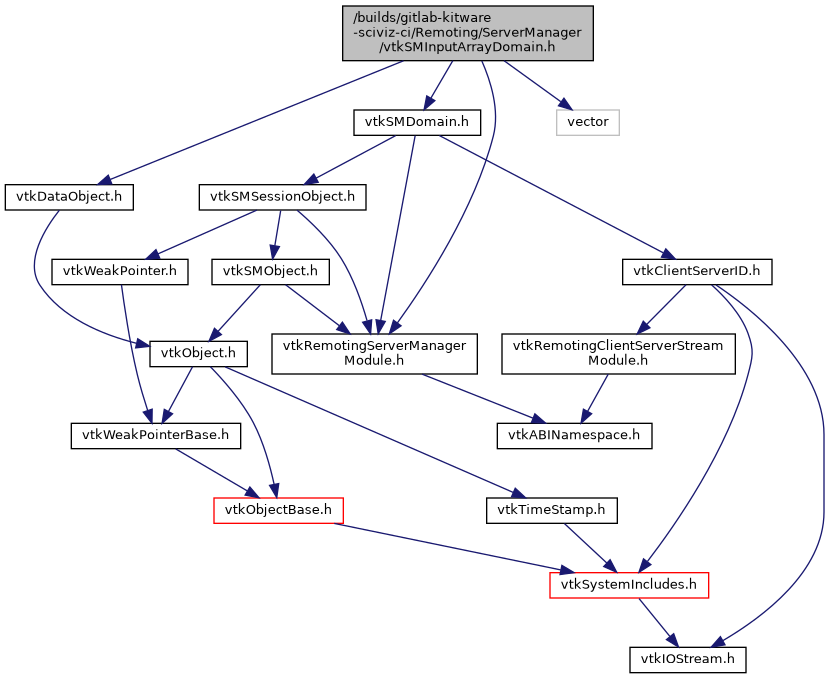 /builds/gitlab-kitware
-sciviz-ci/Remoting/ServerManager
/vtkSMInputArrayDomain.h
vtkSMDomain.h
vector
vtkDataObject.h
vtkSMSessionObject.h
vtkWeakPointer.h
vtkSMObject.h
vtkClientServerID.h
vtkObject.h
vtkRemotingServerManager
Module.h
vtkRemotingClientServerStream
Module.h
vtkWeakPointerBase.h
vtkABINamespace.h
vtkObjectBase.h
vtkTimeStamp.h
vtkSystemIncludes.h
vtkIOStream.h